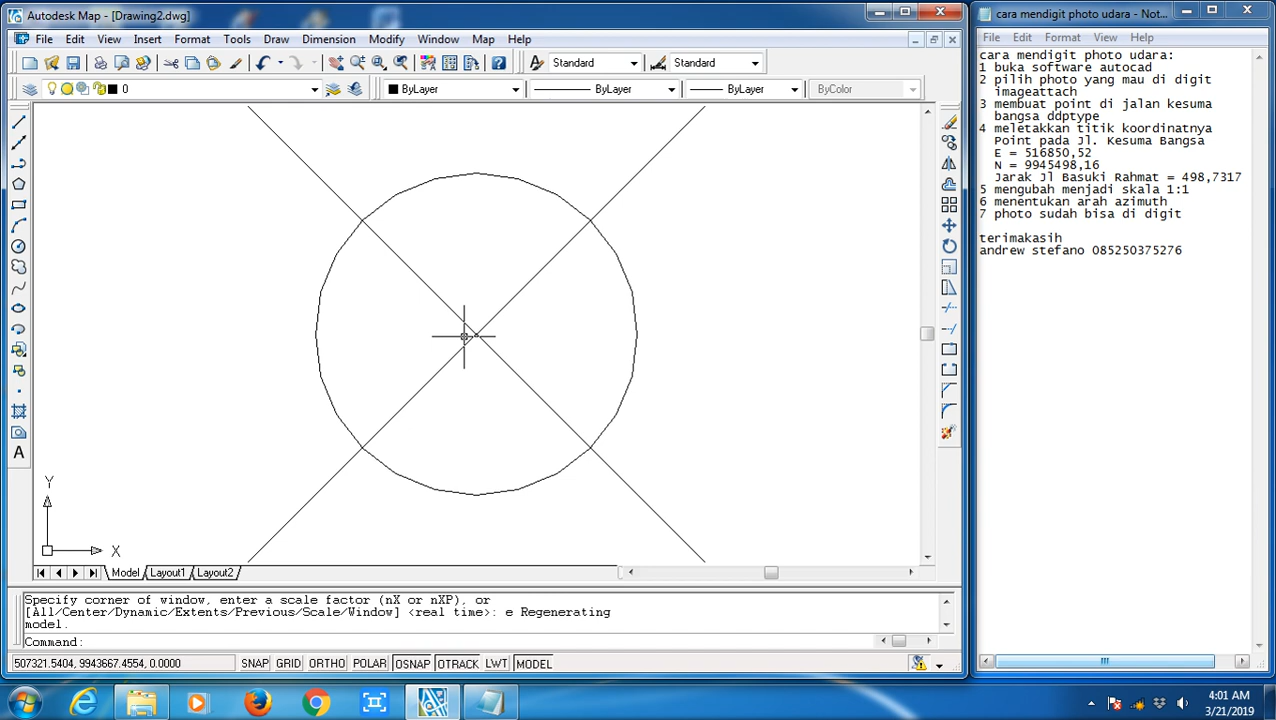 Autodesk Map - [Drawing2.dwg]
File Edit View Insert Format Tools Draw Dimension Modify Window Map Help
Standard Standard
0 ByLayer ByLayer ByLayer ByColor
Y
X
Model Layout1 Layout2
Specify corner of window, enter a scale factor (nX or nXP), or
[All/Center/Dynamic/Extents/Previous/Scale/Window] <real time>: e Regenerating
model.
Command:
507321.5404, 9943667.4554, 0.0000 SNAP GRID ORTHO POLAR OSNAP OTRACK LWT MODEL
cara mendigit photo udara - Not...
File Edit Format View Help
cara mendigit photo udara:
1 buka software autocad
2 pilih photo yang mau di digit
imageattach
3 membuat point di jalan kesuma
bangsa ddptype
4 meletakkan titik koordinatnya
Point pada Jl. Kesuma Bangsa
E = 516850,52
N = 9945498,16
Jarak Jl Basuki Rahmat = 498,7317
5 mengubah menjadi skala 1:1
6 menentukan arah azimuth
7 photo sudah bisa di digit
terimakasih
andrew stefano 085250375276
4:01 AM
3/21/2019